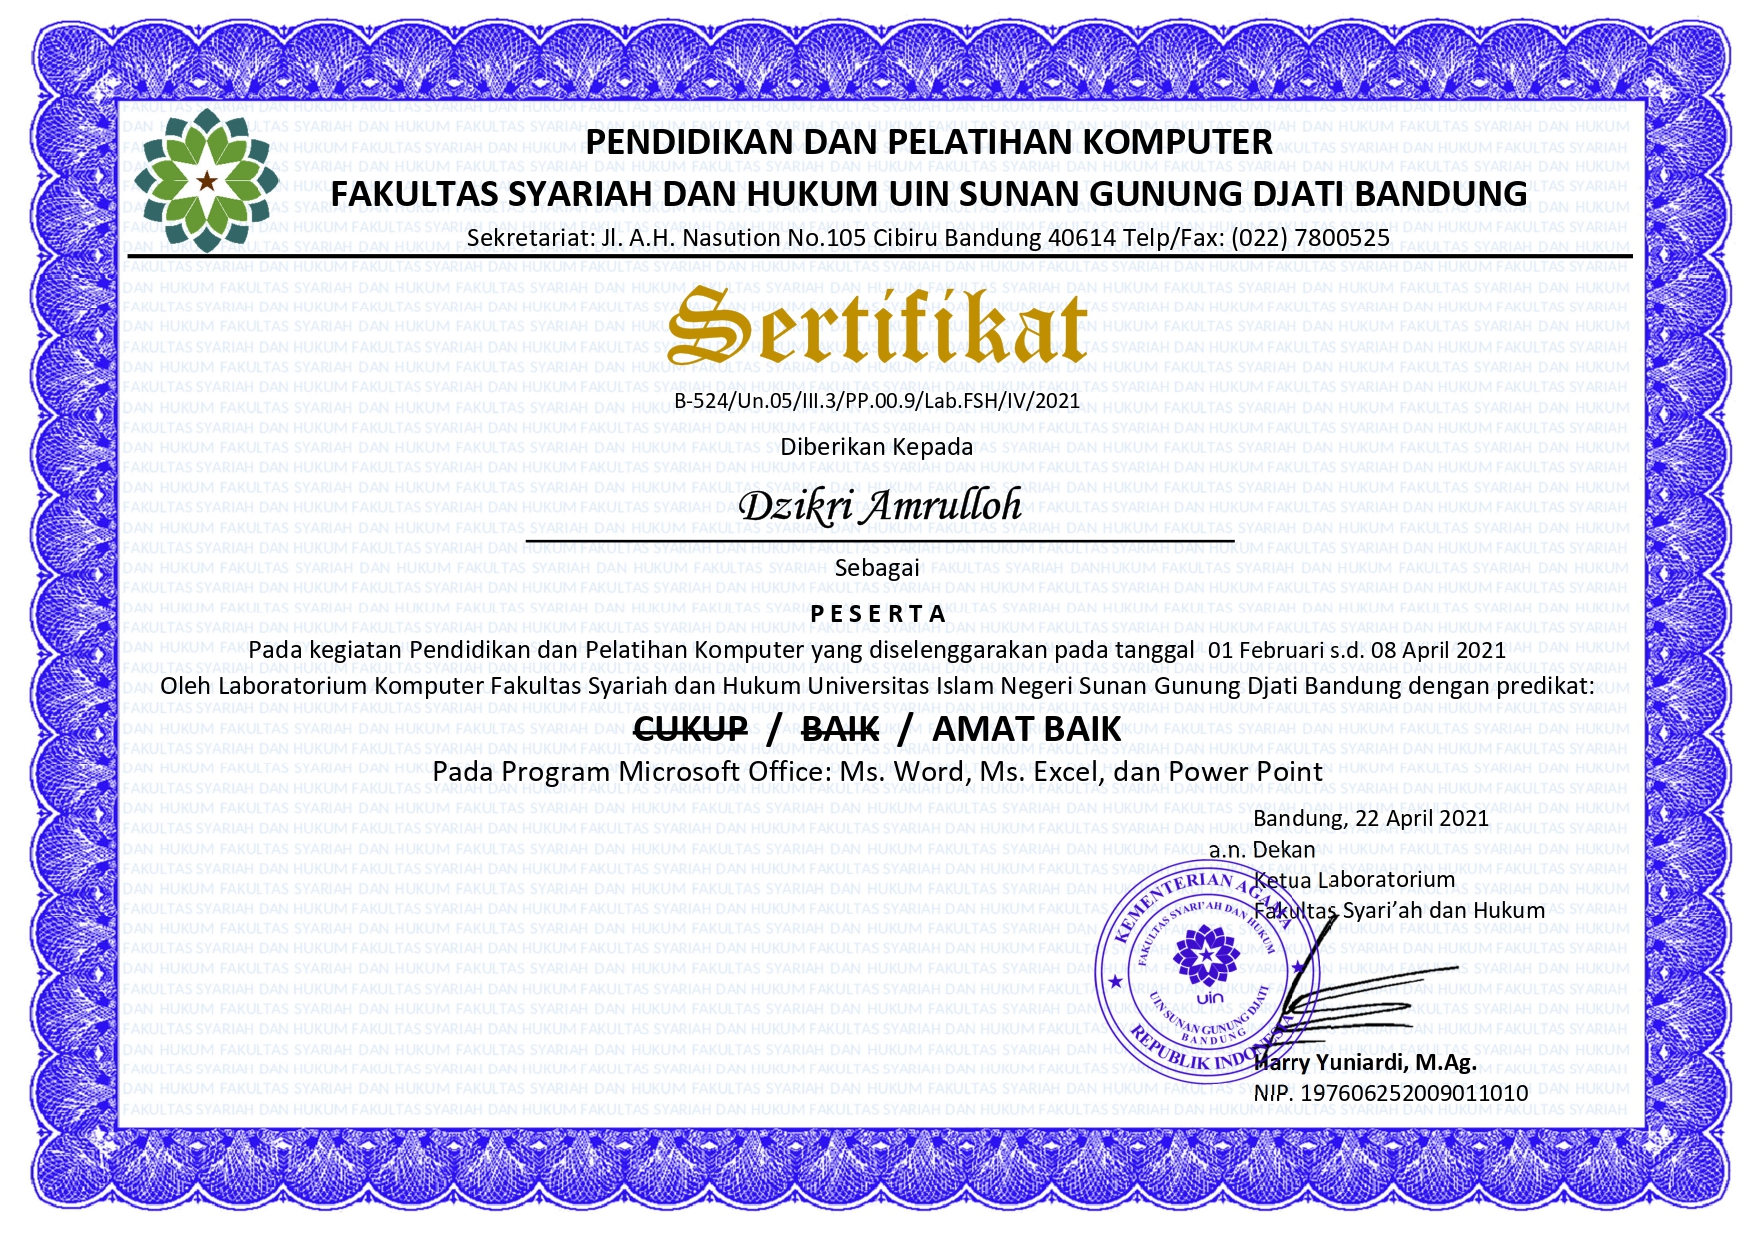 PENDIDIKAN DAN PELATIHAN KOMPUTER
FAKULTAS SYARIAH DAN HUKUM UIN SUNAN GUNUNG DJATI BANDUNG
Sekretariat: Jl. A.H. Nasution No.105 Cibiru Bandung 40614 Telp/Fax: (022) 7800525
Sertifikat
B-524/Un.05/III.3/PP.00.9/Lab.FSH/IV/2021
Diberikan Kepada
Dzikri Amrulloh
Sebagai
PESERTA
Pada kegiatan Pendidikan dan Pelatihan Komputer yang diselenggarakan pada tanggal 01 Februari s.d. 08 April 2021
Oleh Laboratorium Komputer Fakultas Syariah dan Hukum Universitas Islam Negeri Sunan Gunung Djati Bandung dengan predikat:
CUKUP / BAIK / AMAT BAIK
Pada Program Microsoft Office: Ms. Word, Ms. Excel, dan Power Point
Bandung, 22 April 2021
a.n. Dekan
Ketua Laboratorium
Fakultas Syari’ah dan Hukum
KEMENTERIAN AGAMA
FAKULTAS SYARI'AH DAN HUKUM
uin
UIN SUNAN GUNUNG DJATI
BANDUNG
REPUBLIK INDONESIA
Harry Yuniardi, M.Ag.
NIP. 197606252009011010